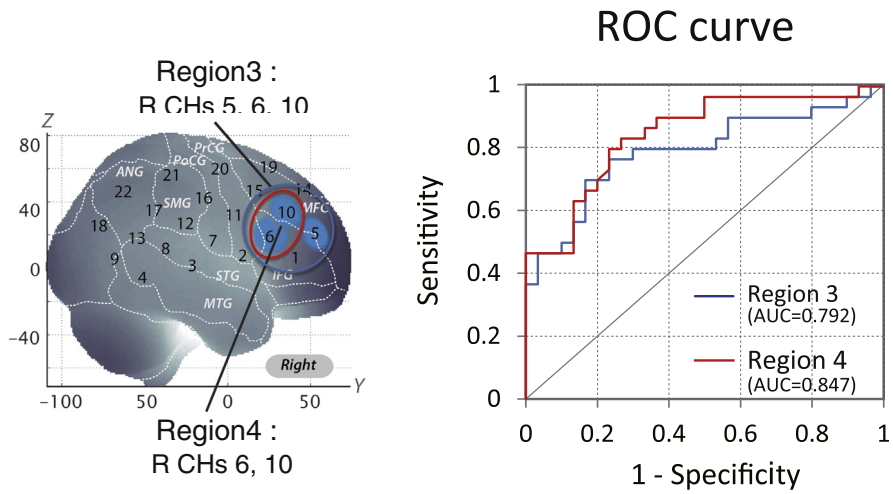 ROC curve
Region3 :
R CHs 5, 6, 10
Z
80
40
0
−40
PrCG
PoCG
ANG
SMG
STG
MTG
MFC
IFG
19
20
21
22
16
15
14
17
11
10
18
12
13
7
6
5
8
2
1
9
3
4
Right
Y
−100
50
0
50
Region4 :
R CHs 6, 10
Sensitivity
1
0.8
0.6
0.4
0.2
0
Region 3
(AUC=0.792)
Region 4
(AUC=0.847)
0 0.2 0.4 0.6 0.8 1
1 - Specificity